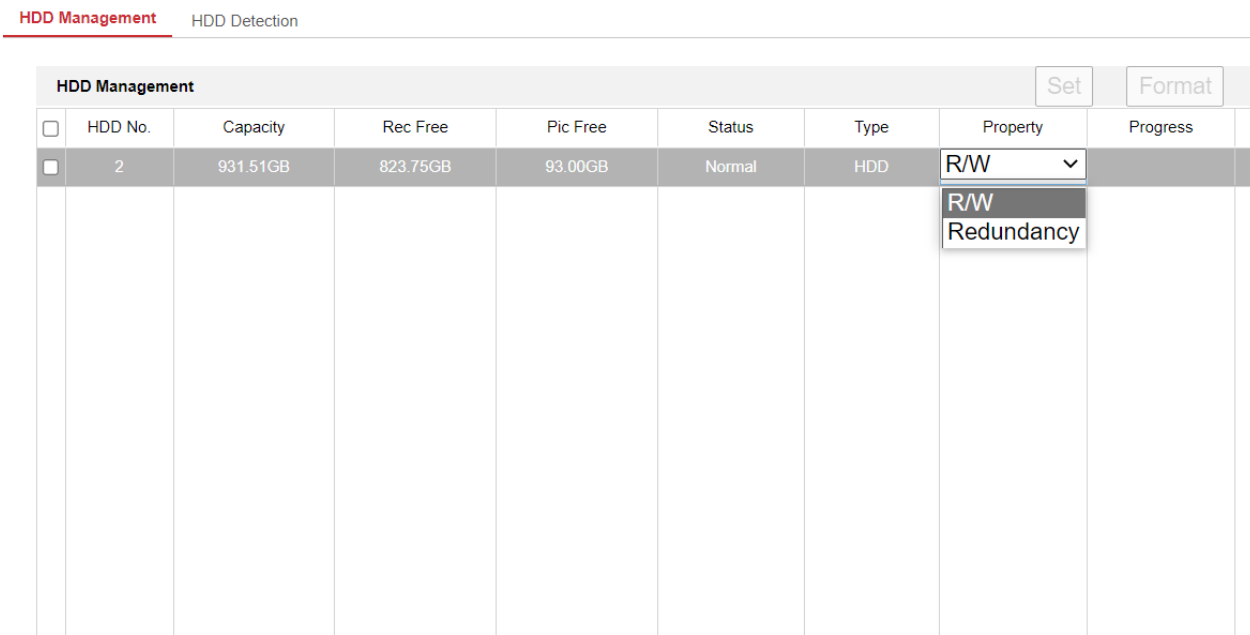 HDD Management HDD Detection
HDD Management Set Format
HDD No. Capacity Rec Free Pic Free Status Type Property Progress
2 931.51GB 823.75GB 93.00GB Normal HDD R/W
R/W
Redundancy